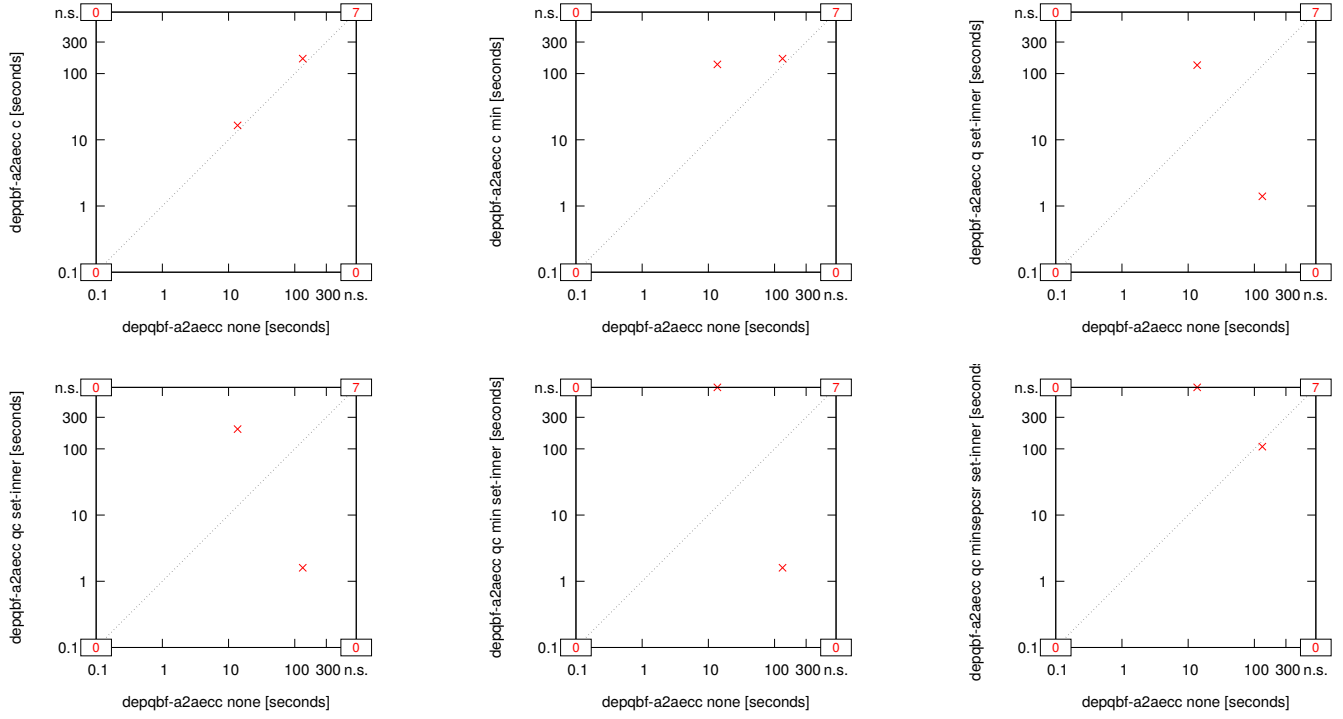 n.s. 0 7
300
100
10
1
0.1 0 0
0.1 1 10 100 300 n.s.
depqbf-a2aecc none [seconds]
depqbf-a2aecc c [seconds]
n.s. 0 7
300
100
10
1
0.1 0 0
0.1 1 10 100 300 n.s.
depqbf-a2aecc none [seconds]
depqbf-a2aecc c min [seconds]
n.s. 0 7
300
100
10
1
0.1 0 0
0.1 1 10 100 300 n.s.
depqbf-a2aecc none [seconds]
depqbf-a2aecc q set-inner [seconds]
n.s. 0 7
300
100
10
1
0.1 0 0
0.1 1 10 100 300 n.s.
depqbf-a2aecc none [seconds]
depqbf-a2aecc qc set-inner [seconds]
n.s. 0 7
300
100
10
1
0.1 0 0
0.1 1 10 100 300 n.s.
depqbf-a2aecc none [seconds]
depqbf-a2aecc qc min set-inner [seconds]
n.s. 0 7
300
100
10
1
0.1 0 0
0.1 1 10 100 300 n.s.
depqbf-a2aecc none [seconds]
depqbf-a2aecc qc minsepcsr set-inner [second